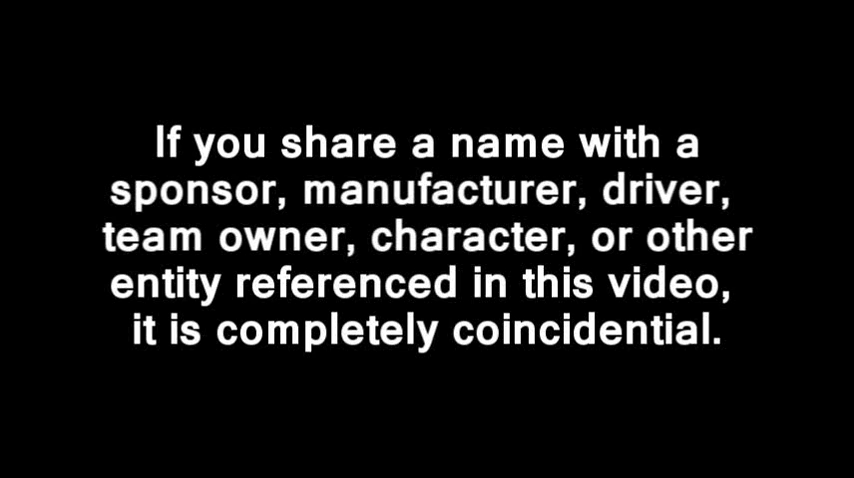 If you share a name with a
sponsor, manufacturer, driver,
team owner, character, or other
entity referenced in this video,
it is completely coincidential.